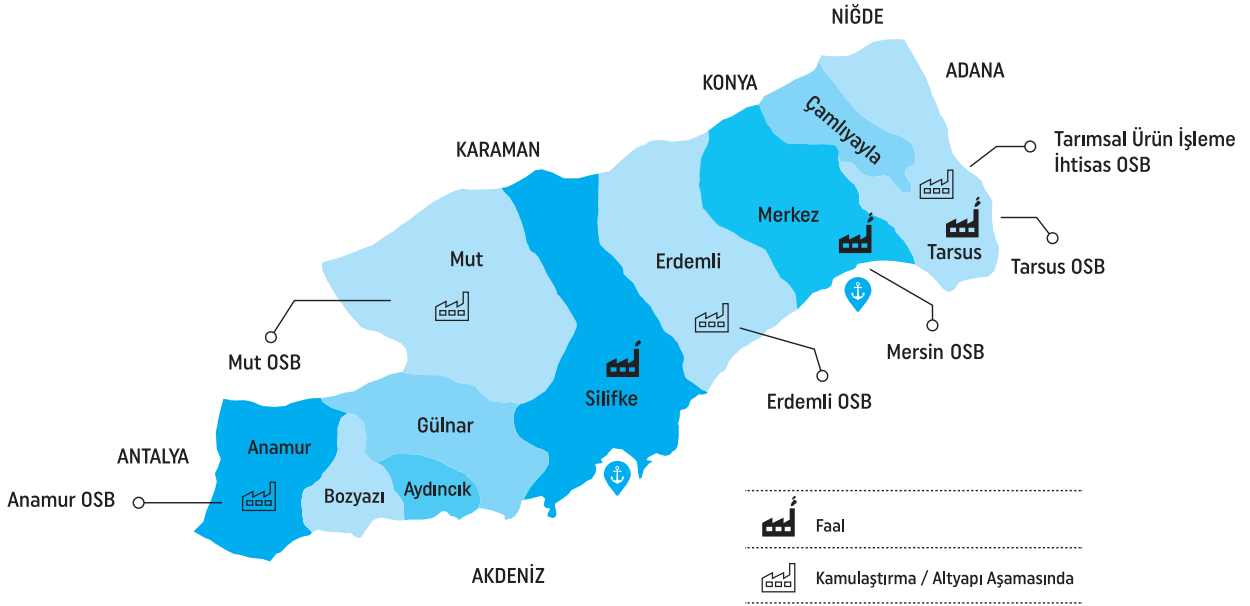 NİĞDE
ADANA
KONYA
Çamlıyayla
Tarımsal Ürün İşleme
İhtisas OSB
KARAMAN
Merkez
Mut
Erdemli
Tarsus
Tarsus OSB
Mersin OSB
Mut OSB
Silifke
Erdemli OSB
Gülnar
Anamur
ANTALYA
Bozyazı
Aydıncık
Anamur OSB
Faal
AKDENİZ
Kamulaştırma / Altyapı Aşamasında